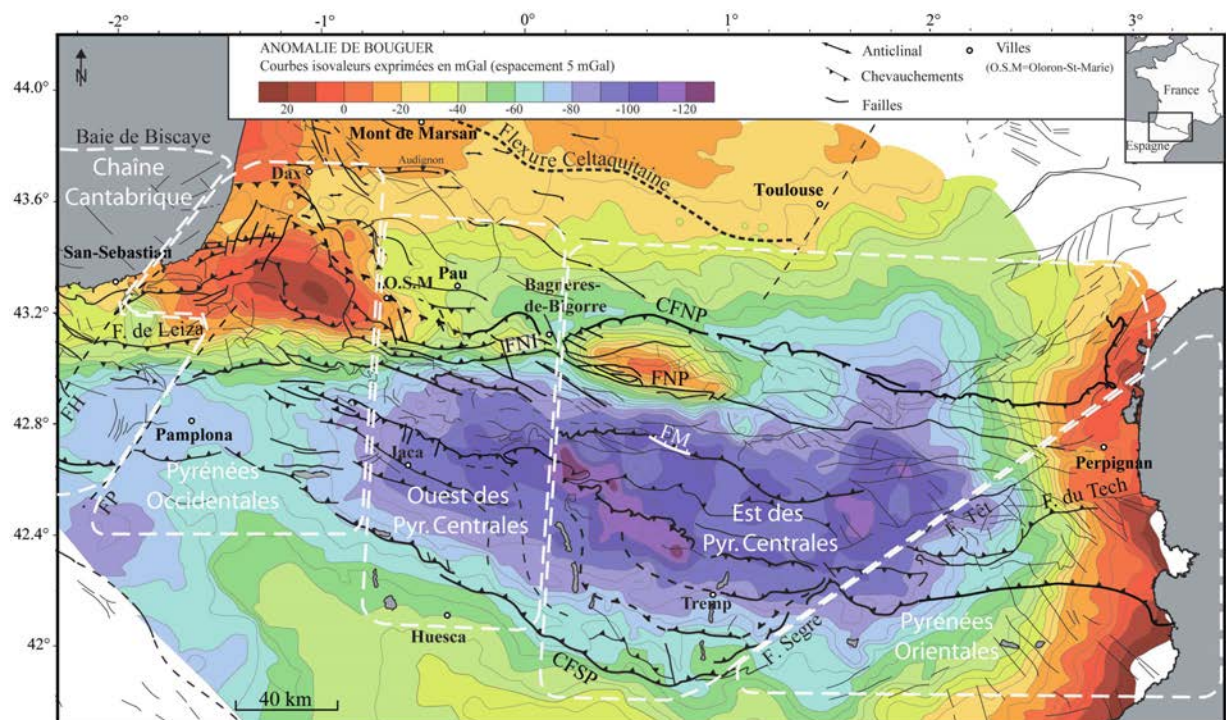 -2° -1° 0° 1° 2° 3°
ANOMALIE DE BOUGUER
Courbes isovaleurs exprimées en mGal (espacement 5 mGal)
20 0 -20 -40 -60 -80 -100 -120
Anticlinal
Chevauchements
Failles
Villes
(O.S.M=Oloron-St-Marie)
France
Espagne
N
44.0°
43.6°
43.2°
42.8°
42.4°
42°
Baie de Biscaye
Chaîne
Cantabrique
Mont de Marsan
Flexure Celtaquitaine
Audignon
Dax
Toulouse
San-Sebastian
O.S.M
Pau
Bagnères-
de-Bigorre
CFNP
F. de Leiza
FNP
FH
Pamplona
FM
Jaca
Perpignan
Pyrénées
Occidentales
FP
Ouest des
Pyr. Centrales
Est des
Pyr. Centrales
F. du Tech
F. Têt
Tremp
Huesca
F. Segre
Pyrénées
Orientales
CFSP
40 km